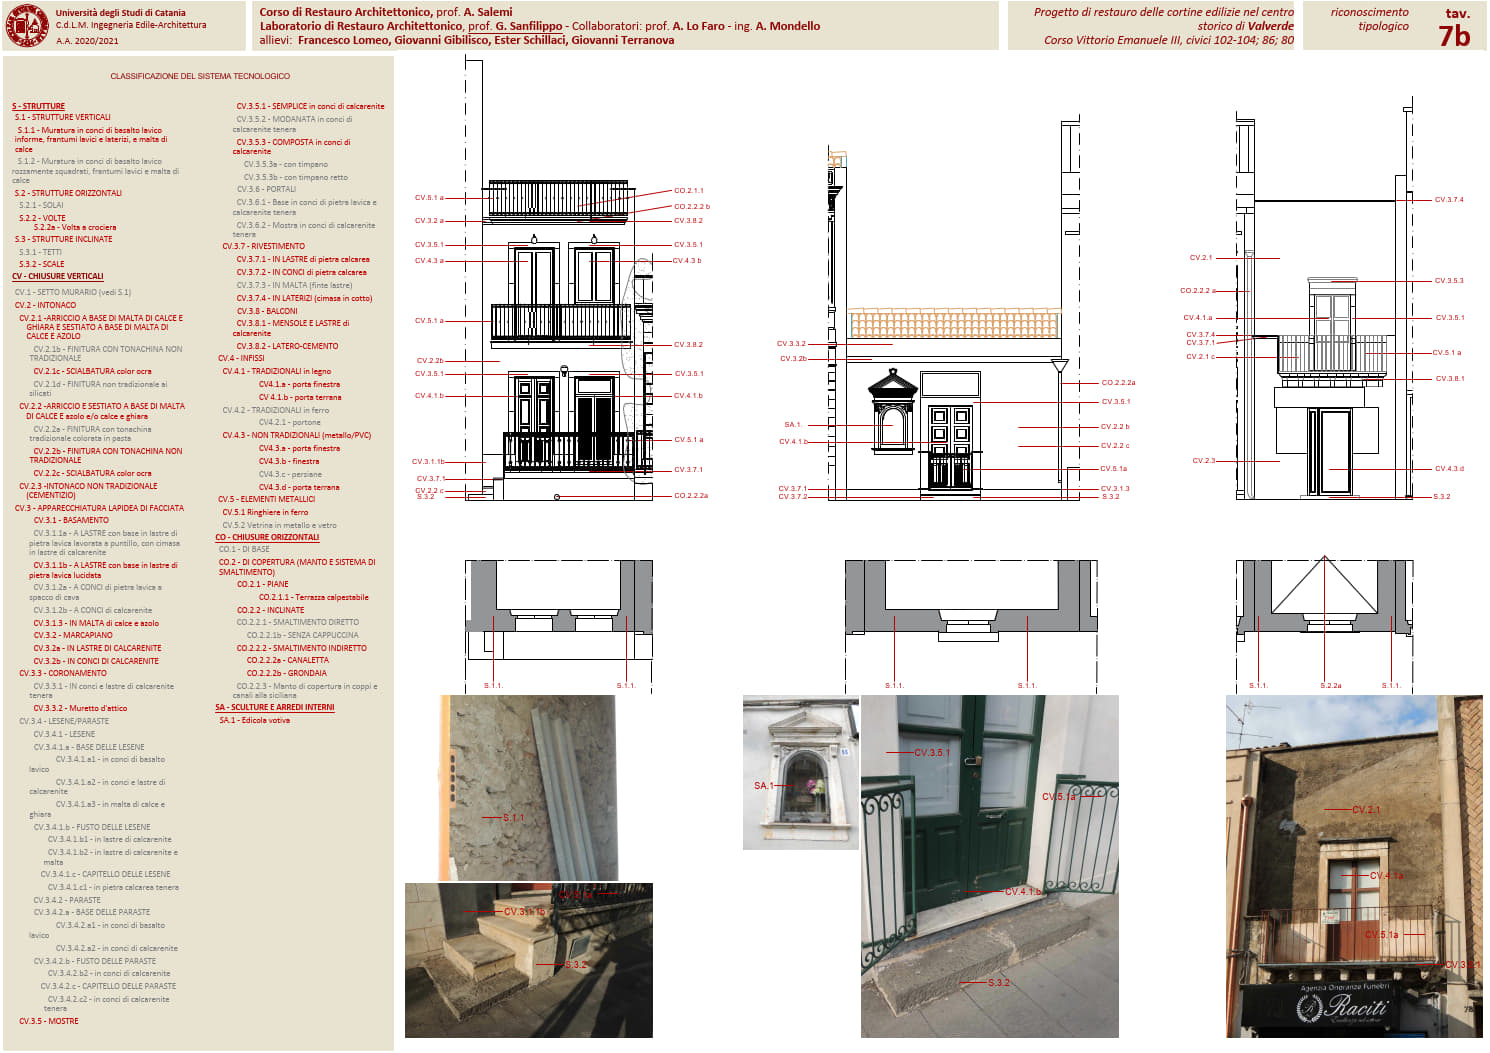 Università degli Studi di Catania
C.d.L.M. Ingegneria Edile-Architettura
A.A. 2020/2021
Corso di Restauro Architettonico, prof. A. Salemi
Laboratorio di Restauro Architettonico, prof. G. Sanfilippo - Collaboratori: prof. A. Lo Faro - ing. A. Mondello
allievi: Francesco Lomeo, Giovanni Gibilisco, Ester Schillaci, Giovanni Terranova
Progetto di restauro delle cortine edilizie nel centro
storico di Valverde
Corso Vittorio Emanuele III, civici 102-104; 86; 80
riconoscimento
tipologico
tav.
7b
CLASSIFICAZIONE DEL SISTEMA TECNOLOGICO
S - STRUTTURE
S.1 - STRUTTURE VERTICALI
S.1.1 - Muratura in conci di basalto lavico
informe, frantumi lavici e laterizi, e malta di
calce
S.1.2 - Muratura in conci di basalto lavico
rozzamente squadrati, frantumi lavici e malta di
calce
S.2 - STRUTTURE ORIZZONTALI
S.2.1 - SOLAI
S.2.2 - VOLTE
S.2.2a - Volta a crociera
S.3 - STRUTTURE INCLINATE
S.3.1 - TETTI
S.3.2 - SCALE
CV - CHIUSURE VERTICALI
CV.1 - SETTO MURARIO (vedi S.1)
CV.2 - INTONACO
CV.2.1 -ARRICCIO A BASE DI MALTA DI CALCE E
GHIARA E SESTIATO A BASE DI MALTA DI
CALCE E AZOLO
CV.2.1b - FINITURA CON TONACHINA NON
TRADIZIONALE
CV.2.1c - SCIALBATURA color ocra
CV.2.1d - FINITURA non tradizionale ai
silicati
CV.2.2 -ARRICCIO E SESTIATO A BASE DI MALTA
DI CALCE E azolo e/o calce e ghiara
CV.2.2a - FINITURA con tonachina
tradizionale colorata in pasta
CV.2.2b - FINITURA CON TONACHINA NON
TRADIZIONALE
CV.2.2c - SCIALBATURA color ocra
CV.2.3 -INTONACO NON TRADIZIONALE
(CEMENTIZIO)
CV.3 - APPARECCHIATURA LAPIDEA DI FACCIATA
CV.3.1 - BASAMENTO
CV.3.1.1a - A LASTRE con base in lastre di
pietra lavica lavorata a puntillo, con cimasa
in lastre di calcarenite
CV.3.1.1b - A LASTRE con base in lastre di
pietra lavica lucidata
CV.3.1.2a - A CONCI di pietra lavica a
spacco di cava
CV.3.1.2b - A CONCI di calcarenite
CV.3.1.3 - IN MALTA di calce e azolo
CV.3.2 - MARCAPIANO
CV.3.2a - IN LASTRE DI CALCARENITE
CV.3.2b - IN CONCI DI CALCARENITE
CV.3.3 - CORONAMENTO
CV.3.3.1 - IN conci e lastre di calcarenite
tenera
CV.3.3.2 - Muretto d'attico
CV.3.4 - LESENE/PARASTE
CV.3.4.1 - LESENE
CV.3.4.1.a - BASE DELLE LESENE
CV.3.4.1.a1 - in conci di basalto
lavico
CV.3.4.1.a2 - in conci e lastre di
calcarenite
CV.3.4.1.a3 - in malta di calce e
ghiara
CV.3.4.1.b - FUSTO DELLE LESENE
CV.3.4.1.b1 - in lastre di calcarenite
CV.3.4.1.b2 - in lastre di calcarenite e
malta
CV.3.4.1.c - CAPITELLO DELLE LESENE
CV.3.4.1.c1 - in pietra calcarea tenera
CV.3.4.2 - PARASTE
CV.3.4.2.a - BASE DELLE PARASTE
CV.3.4.2.a1 - in conci di basalto
lavico
CV.3.4.2.a2 - in conci di calcarenite
CV.3.4.2.b - FUSTO DELLE PARASTE
CV.3.4.2.b2 - in conci di calcarenite
CV.3.4.2.c - CAPITELLO DELLE PARASTE
CV.3.4.2.c2 - in conci di calcarenite
tenera
CV.3.5 - MOSTRE
CV.3.5.1 - SEMPLICE in conci di calcarenite
CV.3.5.2 - MODANATA in conci di
calcarenite tenera
CV.3.5.3 - COMPOSTA in conci di
calcarenite
CV.3.5.3a - con timpano
CV.3.5.3b - con timpano retto
CV.3.6 - PORTALI
CV.3.6.1 - Base in conci di pietra lavica e
calcarenite tenera
CV.3.6.2 - Mostra in conci di calcarenite
tenera
CV.3.7 - RIVESTIMENTO
CV.3.7.1 - IN LASTRE di pietra calcarea
CV.3.7.2 - IN CONCI di pietra calcarea
CV.3.7.3 - IN MALTA (finte lastre)
CV.3.7.4 - IN LATERIZI (cimasa in cotto)
CV.3.8 - BALCONI
CV.3.8.1 - MENSOLE E LASTRE di
calcarenite
CV.3.8.2 - LATERO-CEMENTO
CV.4 - INFISSI
CV.4.1 - TRADIZIONALI in legno
CV4.1.a - porta finestra
CV 4.1.b - porta terrana
CV.4.2 - TRADIZIONALI in ferro
CV.4.2.1 - portone
CV.4.3 - NON TRADIZIONALI (metallo/PVC)
CV4.3.a - porta finestra
CV4.3.b - finestra
CV4.3.c - persiane
CV4.3.d - porta terrana
CV.5 - ELEMENTI METALLICI
CV.5.1 Ringhiere in ferro
CV.5.2 Vetrina in metallo e vetro
CO - CHIUSURE ORIZZONTALI
CO.1 - DI BASE
CO.2 - DI COPERTURA (MANTO E SISTEMA DI
SMALTIMENTO)
CO.2.1 - PIANE
CO.2.1.1 - Terrazza calpestabile
CO.2.2 - INCLINATE
CO.2.2.1 - SMALTIMENTO DIRETTO
CO.2.2.1b - SENZA CAPPUCCINA
CO.2.2.2 - SMALTIMENTO INDIRETTO
CO.2.2.2a - CANALETTA
CO.2.2.2b - GRONDAIA
CO.2.2.3 - Manto di copertura in coppi e
canali alla siciliana
SA - SCULTURE E ARREDI INTERNI
SA.1 - Edicola votiva
CV.5.1 a
CV.3.2 a
CV.3.5.1
CV.4.3 a
CV.5.1 a
CV.2.2b
CV.3.5.1
CV.4.1.b
CV.3.1.1b
CV.3.7.1
CV.2.2 c
S.3.2
CO.2.1.1
CO.2.2.2 b
CV.3.8.2
CV.3.5.1
CV.4.3 b
CV.3.8.2
CV.3.5.1
CV.4.1.b
CV.5.1 a
CV.3.7.1
CO.2.2.2a
CV.3.3.2
CV.3.2b
SA.1.
CV.4.1.b
CV.3.7.1
CV.3.7.2
CO.2.2.2a
CV.3.5.1
CV.2.2 b
CV.2.2 c
CV.5.1a
CV.3.1.3
S.3.2
CV.2.1
CO.2.2.2 a
CV.4.1.a
CV.3.7.4
CV.3.7.1
CV.2.1 c
CV.2.3
CV.3.7.4
CV.3.5.3
CV.3.5.1
CV.5.1 a
CV.3.8.1
CV.4.3.d
S.3.2
S.1.1.
S.1.1.
S.1.1.
S.1.1.
S.1.1.
S.2.2a
S.1.1.
S.1.1
CV.3.1.1b
S.3.2
SA.1
CV.3.5.1
CV.5.1a
CV.4.1.b
S.3.2
CV.2.1
CV.4.1a
CV.5.1a
Agenzia Onoranze Funebri
Raciti